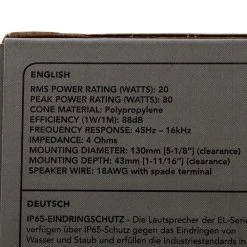 ENGLISH
RMS POWER RATING (WATTS): 20
PEAK POWER RATING (WATTS): 80
CONE MATERIAL: Polypropylene
EFFICIENCY (1W/1M): 88dB
FREQUENCY RESPONSE: 45Hz – 16kHz
IMPEDANCE: 4 Ohms
MOUNTING DIAMETER: 130mm [5-1/8”] (clearance)
MOUNTING DEPTH: 43mm [1-11/16”] (clearance)
SPEAKER WIRE: 18AWG with spade terminal
DEUTSCH
IP65-EINDRINGSCHUTZ - Die Lautsprecher der EL-Serie
verfügen über IP65-Schutz gegen das Eindringen von
Wasser und Staub und erfüllen die Industriestandards